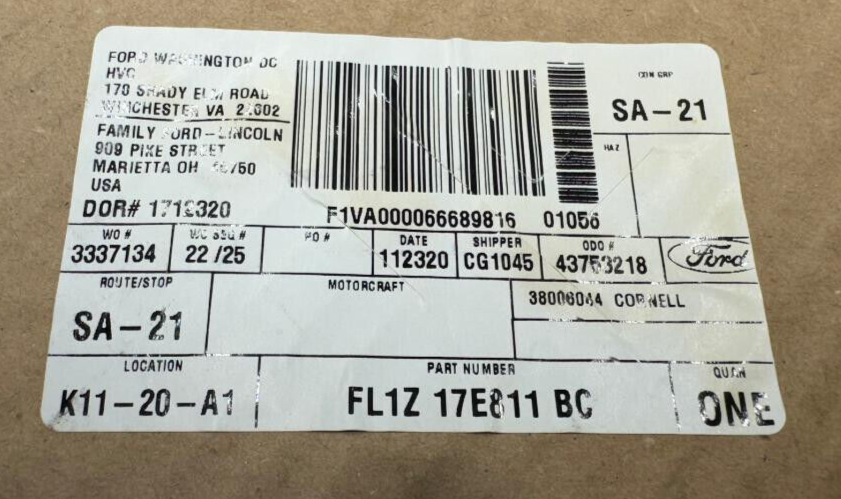 FORD WASHINGTON DC
HVC
170 SHADY ELM ROAD
WINCHESTER VA
FAMILY FORD-LINCOLN
909 PIKE STREET
MARIETTA OH
USA
DOR# 1712320
F1VA000066689816 01056
CON GRP
SA-21
HAZ
WO #
3337134
WO SEG #
22/25
PO #
DATE
112320
SHIPPER
CG1045
ODO #
43753218
Ford
ROUTE/STOP
SA-21
MOTORCRAFT
38006044 CORNELL
LOCATION
K11-20-A1
PART NUMBER
FL1Z 17E811 BC
QUAN
ONE